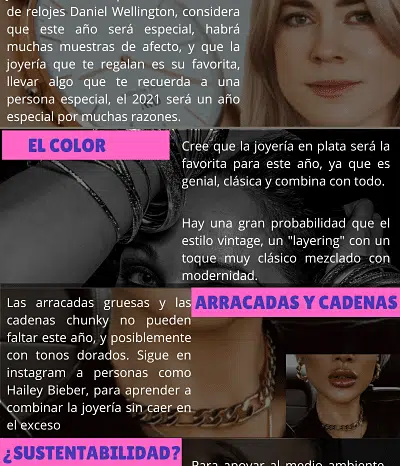 de relojes Daniel Wellington, considera
que este año será especial, habrá
muchas muestras de afecto, y que la
joyería que te regalan es su favorita,
llevar algo que te recuerda a una
persona especial, el 2021 será un año
especial por muchas razones.
EL COLOR
Cree que la joyería en plata será la
favorita para este año, ya que es
genial, clásica y combina con todo.
Hay una gran probabilidad que el
estilo vintage, un "layering" con un
toque muy clásico mezclado con
modernidad.
ARRACADAS Y CADENAS
Las arracadas gruesas y las
cadenas chunky no pueden
faltar este año, y posiblemente
con tonos dorados. Sigue en
instagram a personas como
Hailey Bieber, para aprender a
combinar la joyería sin caer en
el exceso
¿SUSTENTABILIDAD?
Para apoyar al medio ambiente